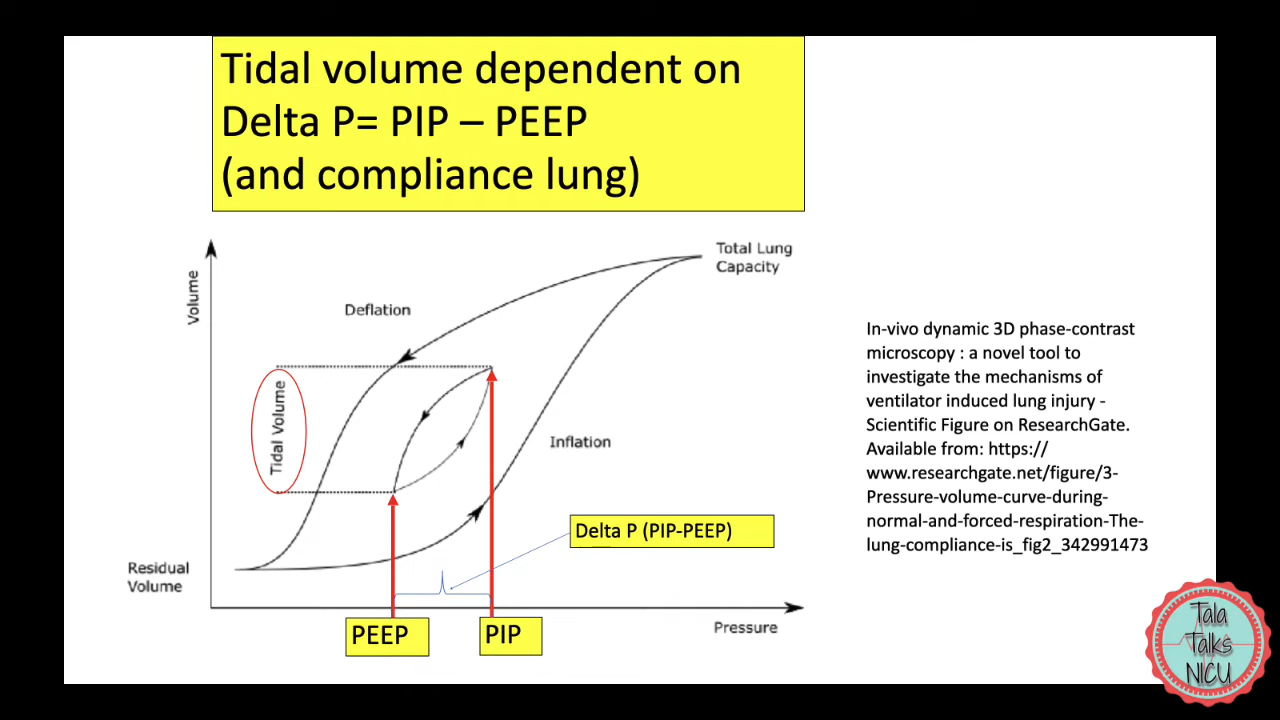 Tidal volume dependent on
Delta P= PIP – PEEP
(and compliance lung)
Total Lung
Capacity
Volume
Deflation
In-vivo dynamic 3D phase-contrast
microscopy : a novel tool to
investigate the mechanisms of
ventilator induced lung injury -
Scientific Figure on ResearchGate.
Available from: https://
www.researchgate.net/figure/3-
Pressure-volume-curve-during-
normal-and-forced-respiration-The-
lung-compliance-is_fig2_342991473
Tidal Volume
Inflation
Delta P (PIP-PEEP)
Residual
Volume
PEEP
PIP
Pressure
Tala
Talks
NICU